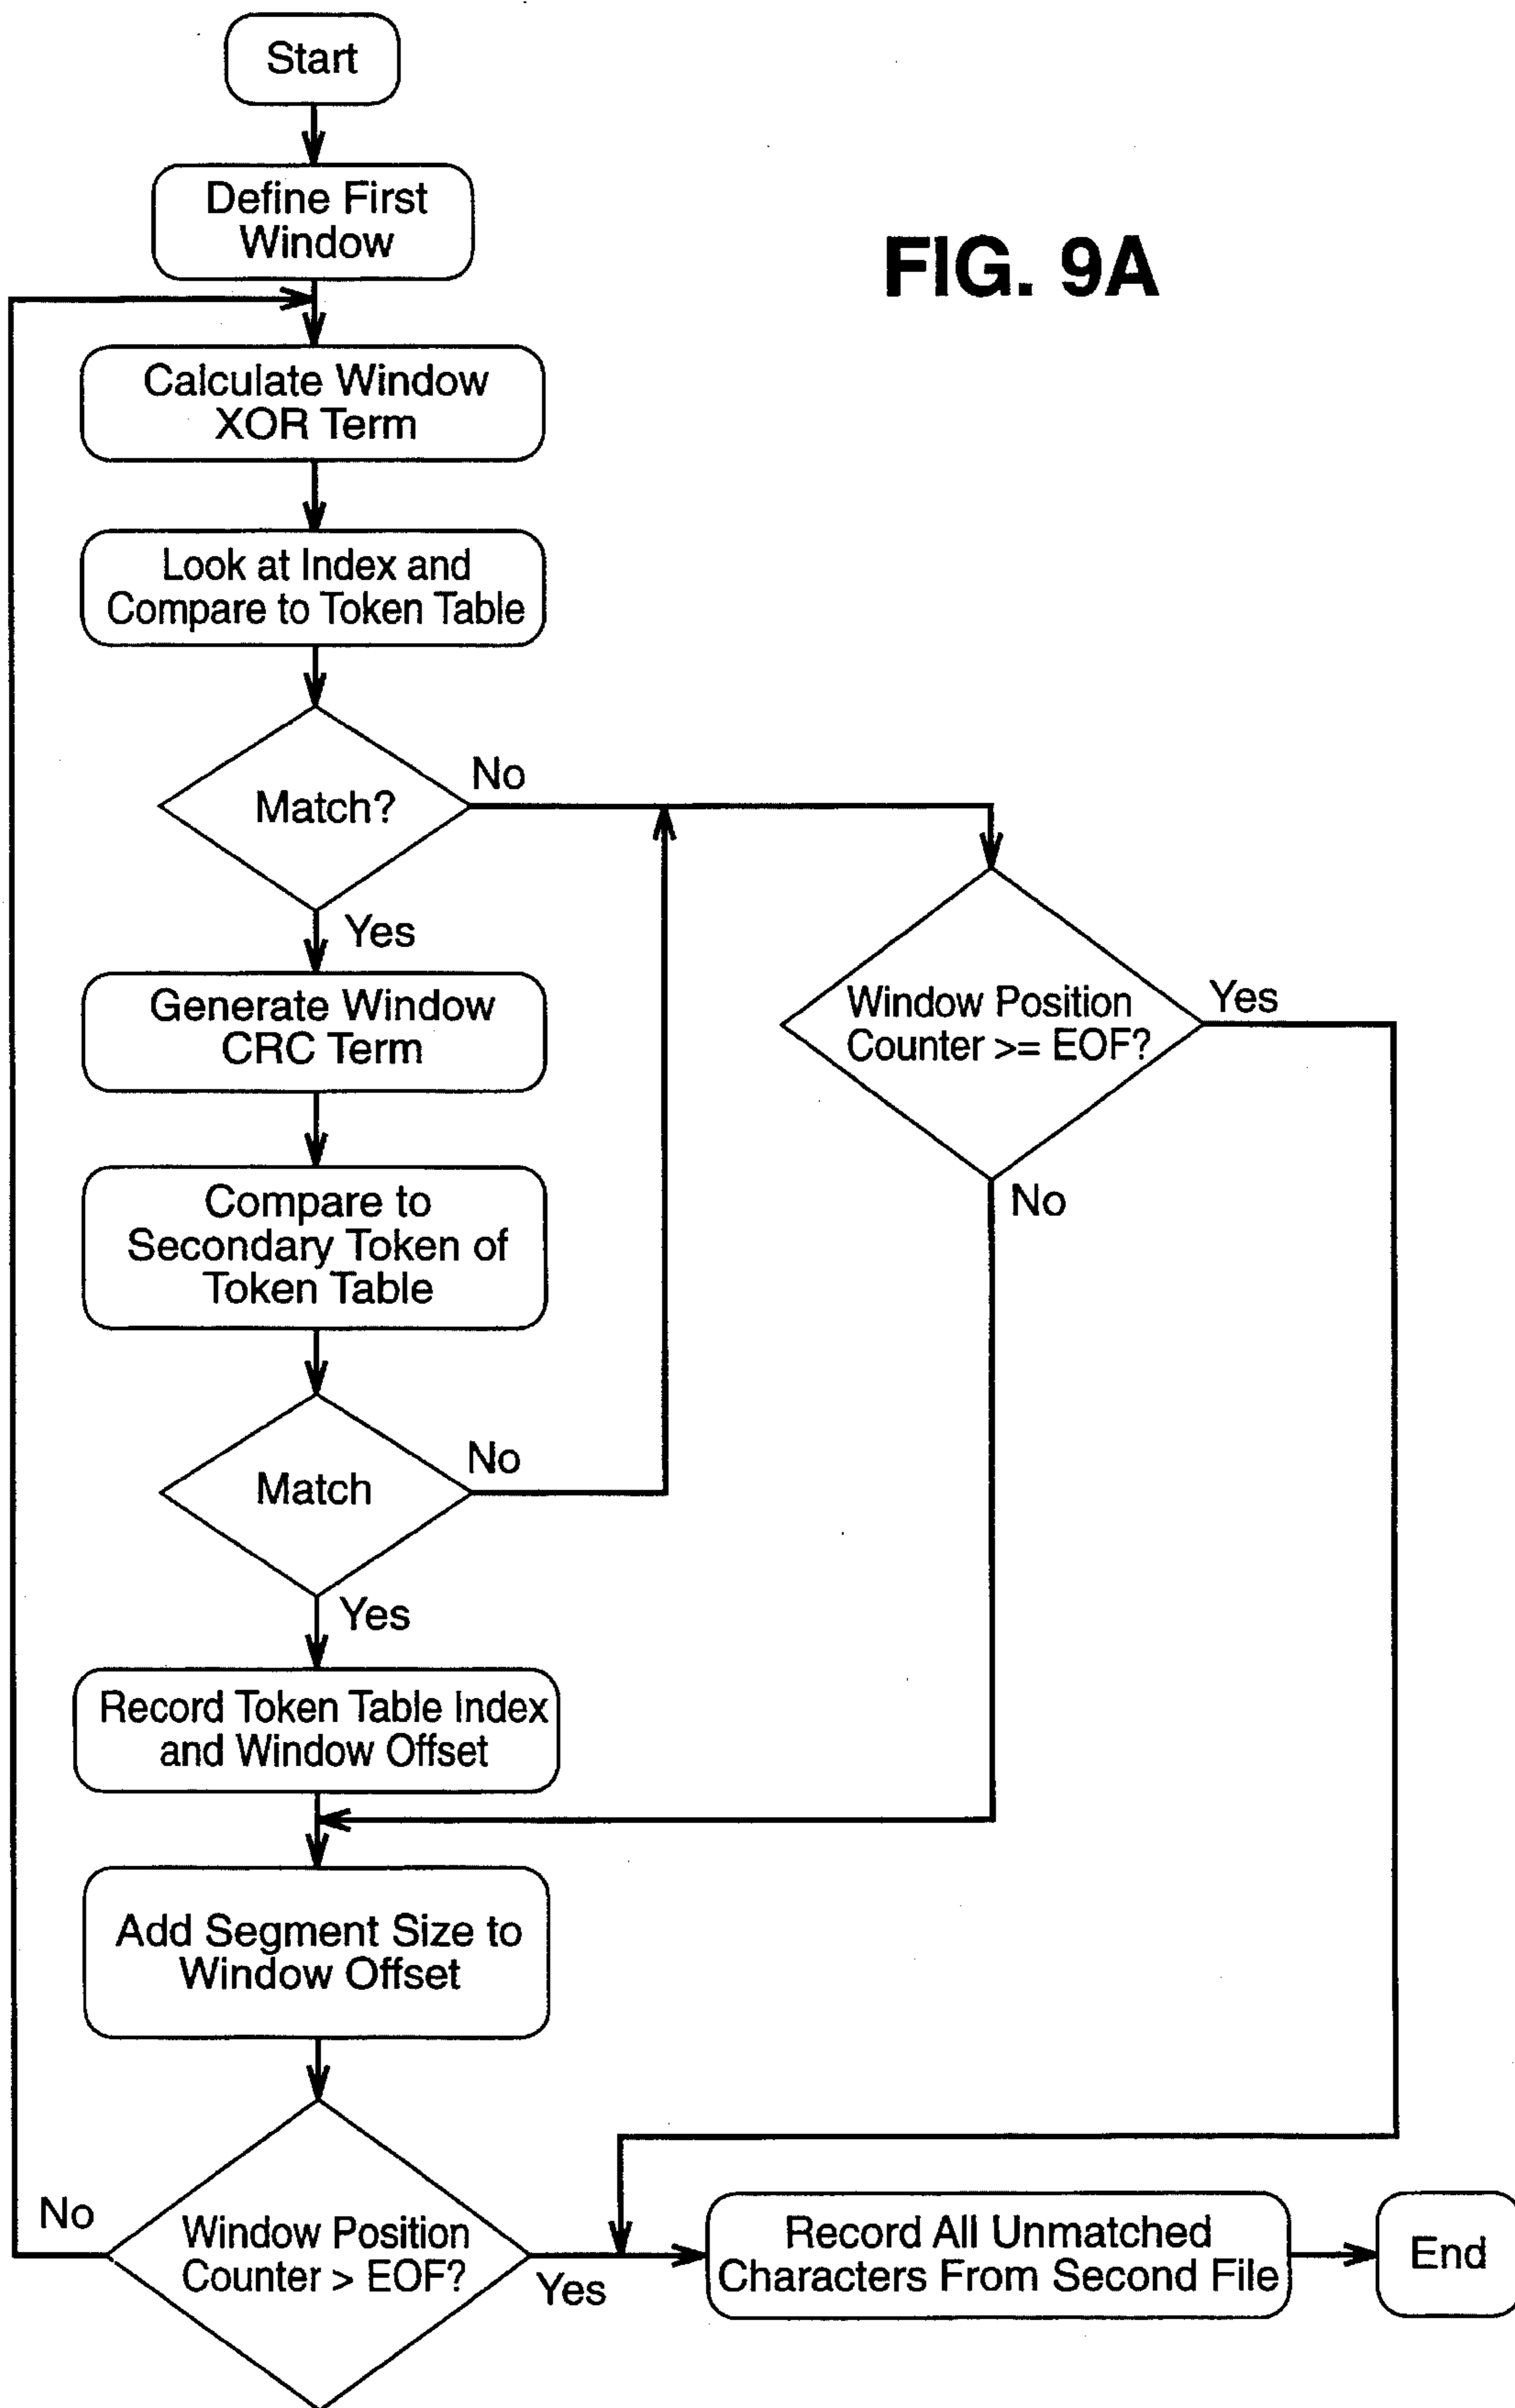 Start
Define First
Window
FIG. 9A
Calculate Window
XOR Term
Look at Index and
Compare to Token Table
Match?
No
Yes
Generate Window
CRC Term
Window Position
Counter >= EOF?
Yes
No
Compare to
Secondary Token of
Token Table
Match
No
Yes
Record Token Table Index
and Window Offset
Add Segment Size to
Window Offset
No
Window Position
Counter > EOF?
Yes
Record All Unmatched
Characters From Second File
End